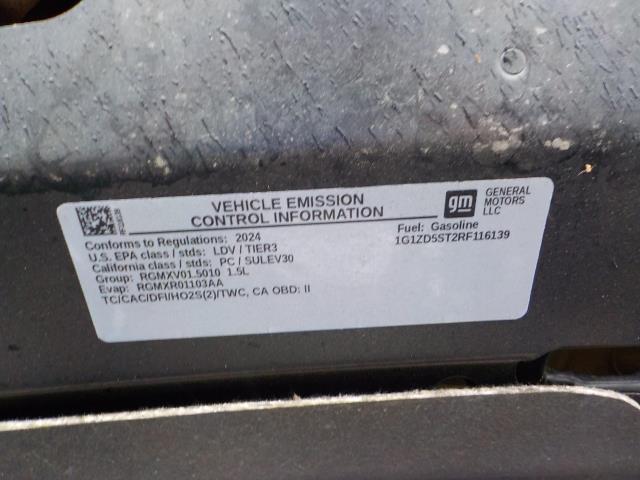 VEHICLE EMISSION
CONTROL INFORMATION
gm
GENERAL
MOTORS
LLC
Conforms to Regulations: 2024
U.S. EPA class / stds: LDV / TIER3
California class / stds: PC / SULEV30
Group: RGMXV01.5010 1.5L
Evap: RGMXR01103AA
TC/CAC/DFI/HO2S(2)/TWC, CA OBD: II
Fuel: Gasoline
1G1ZD5ST2RF116139